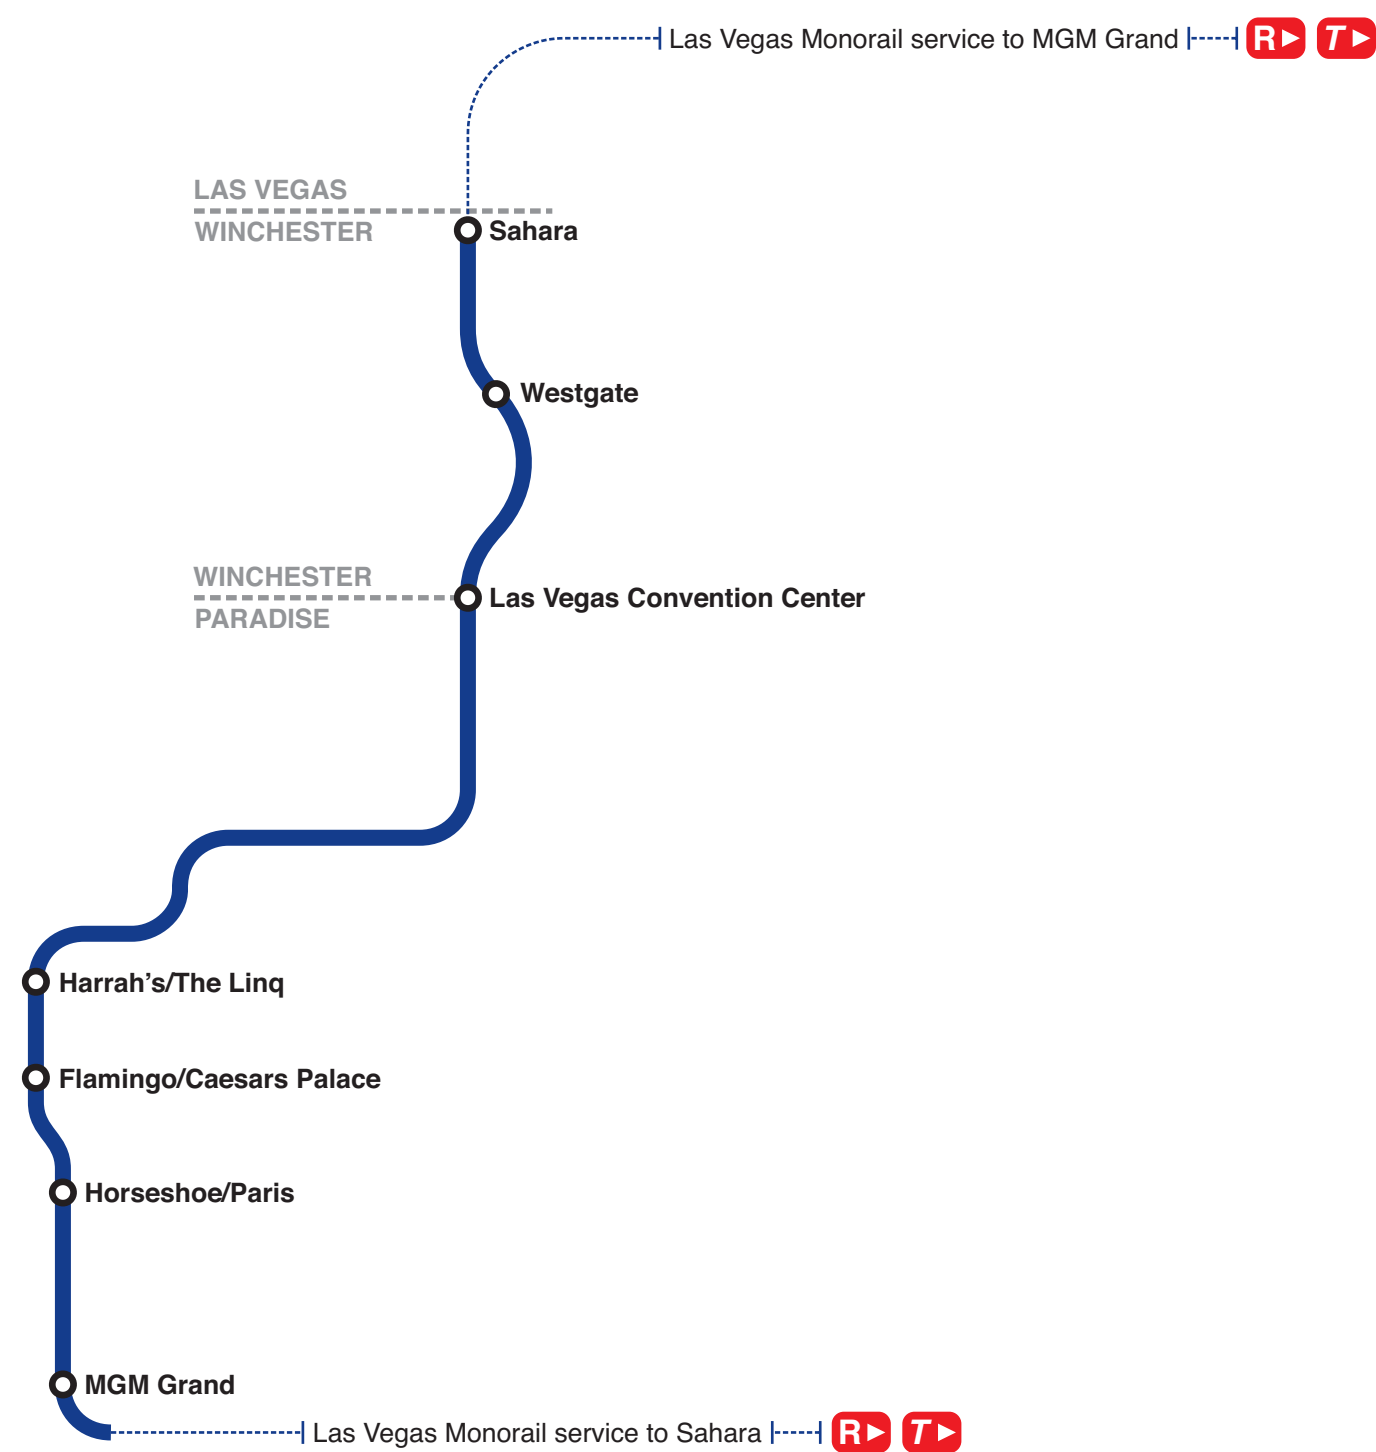 Las Vegas Monorail service to MGM Grand R T
LAS VEGAS
WINCHESTER
Sahara
Westgate
WINCHESTER
PARADISE
Las Vegas Convention Center
Harrah’s/The Linq
Flamingo/Caesars Palace
Horseshoe/Paris
MGM Grand
Las Vegas Monorail service to Sahara R T